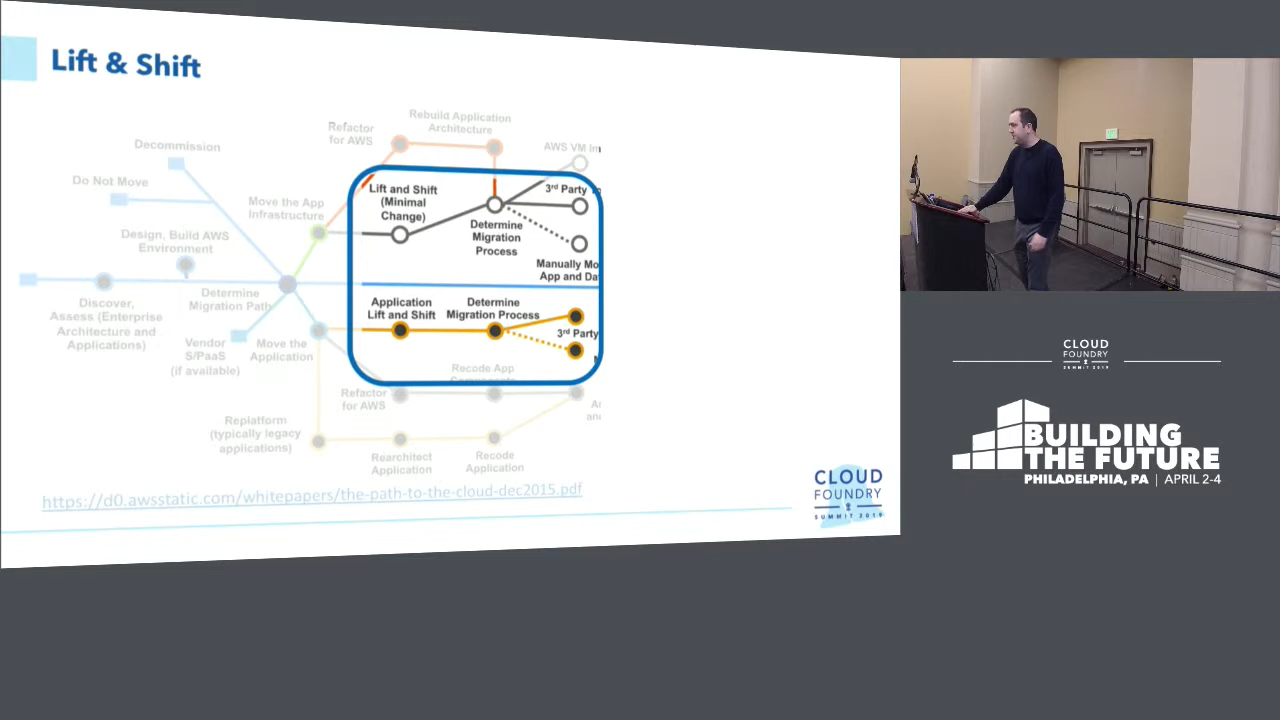 Lift & Shift
Rebuild Application
Architecture
Refactor
for AWS
Decommission
AWS VM Im
Do Not Move
Lift and Shift
(Minimal
Change)
3rd Party
Move the App
Infrastructure
Determine
Migration
Process
Design, Build AWS
Environment
Manually Mo
App and Da
Determine
Migration Path
Discover,
Assess (Enterprise
Architecture and
Applications)
Application
Lift and Shift
Determine
Migration Process
3rd Party
Vendor
S/PaaS
(if available)
Move the
Application
Recode App
Components
Refactor
for AWS
Replatform
(typically legacy
applications)
Rearchitect
Application
Recode
Application
https://d0.awsstatic.com/whitepapers/the-path-to-the-cloud-dec2015.pdf
CLOUD
FOUNDRY
SUMMIT 2019
CLOUD
FOUNDRY
SUMMIT 2019
BUILDING
THE FUTURE
PHILADELPHIA, PA | APRIL 2-4